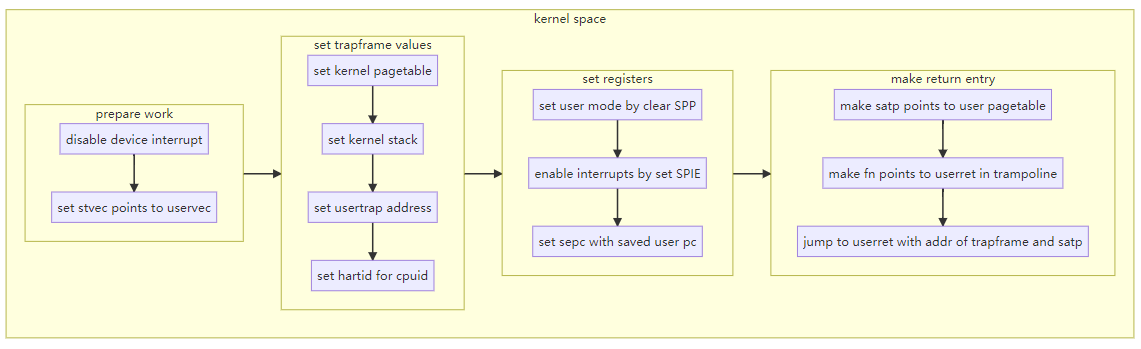 kernel space
prepare work
disable device interrupt
set stvec points to uservec
set trapframe values
set kernel pagetable
set kernel stack
set usertrap address
set hartid for cpuid
set registers
set user mode by clear SPP
enable interrupts by set SPIE
set sepc with saved user pc
make return entry
make satp points to user pagetable
make fn points to userret in trampoline
jump to userret with addr of trapframe and satp